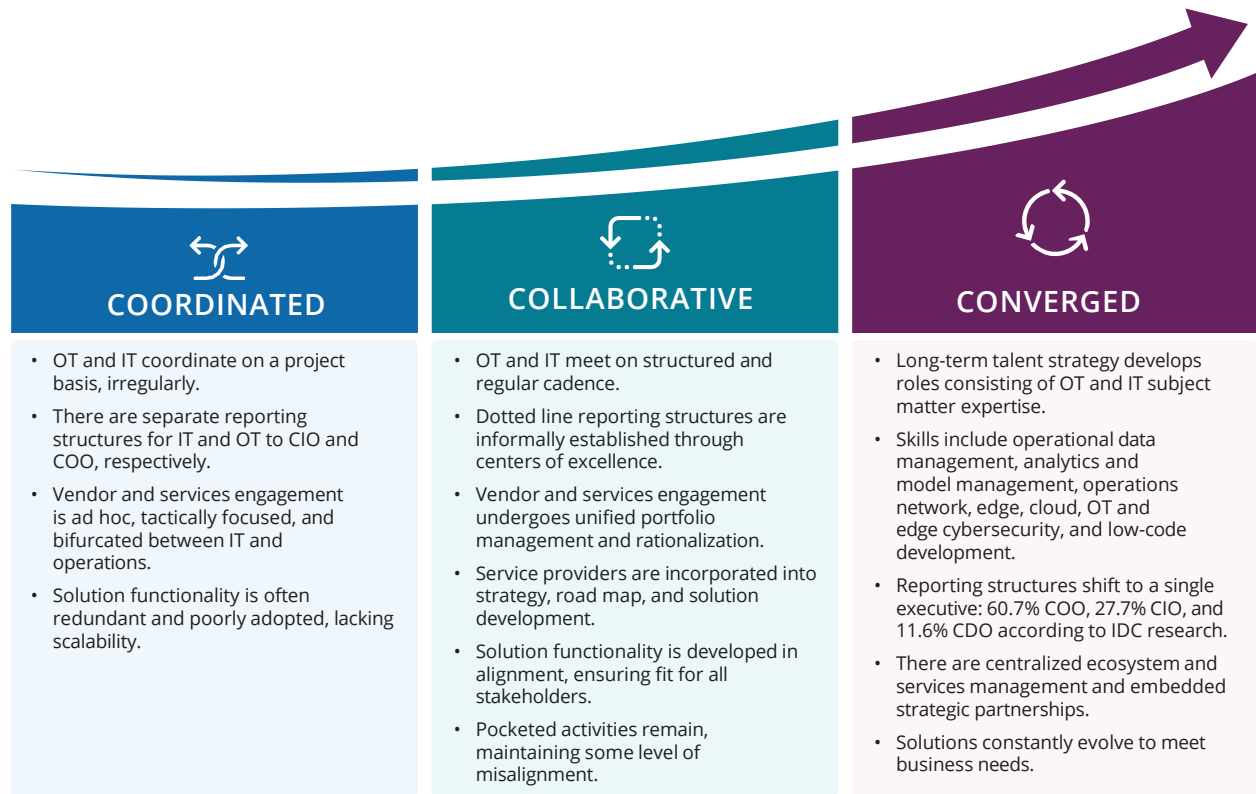 COORDINATED
• OT and IT coordinate on a project
basis, irregularly.
• There are separate reporting
structures for IT and OT to CIO and
COO, respectively.
• Vendor and services engagement
is ad hoc, tactically focused, and
bifurcated between IT and
operations.
• Solution functionality is often
redundant and poorly adopted, lacking
scalability.
COLLABORATIVE
• OT and IT meet on structured and
regular cadence.
• Dotted line reporting structures are
informally established through
centers of excellence.
• Vendor and services engagement
undergoes unified portfolio
management and rationalization.
• Service providers are incorporated into
strategy, road map, and solution
development.
• Solution functionality is developed in
alignment, ensuring fit for all
stakeholders.
• Pocketed activities remain,
maintaining some level of
misalignment.
CONVERGED
• Long-term talent strategy develops
roles consisting of OT and IT subject
matter expertise.
• Skills include operational data
management, analytics and
model management, operations
network, edge, cloud, OT and
edge cybersecurity, and low-code
development.
• Reporting structures shift to a single
executive: 60.7% COO, 27.7% CIO, and
11.6% CDO according to IDC research.
• There are centralized ecosystem and
services management and embedded
strategic partnerships.
• Solutions constantly evolve to meet
business needs.